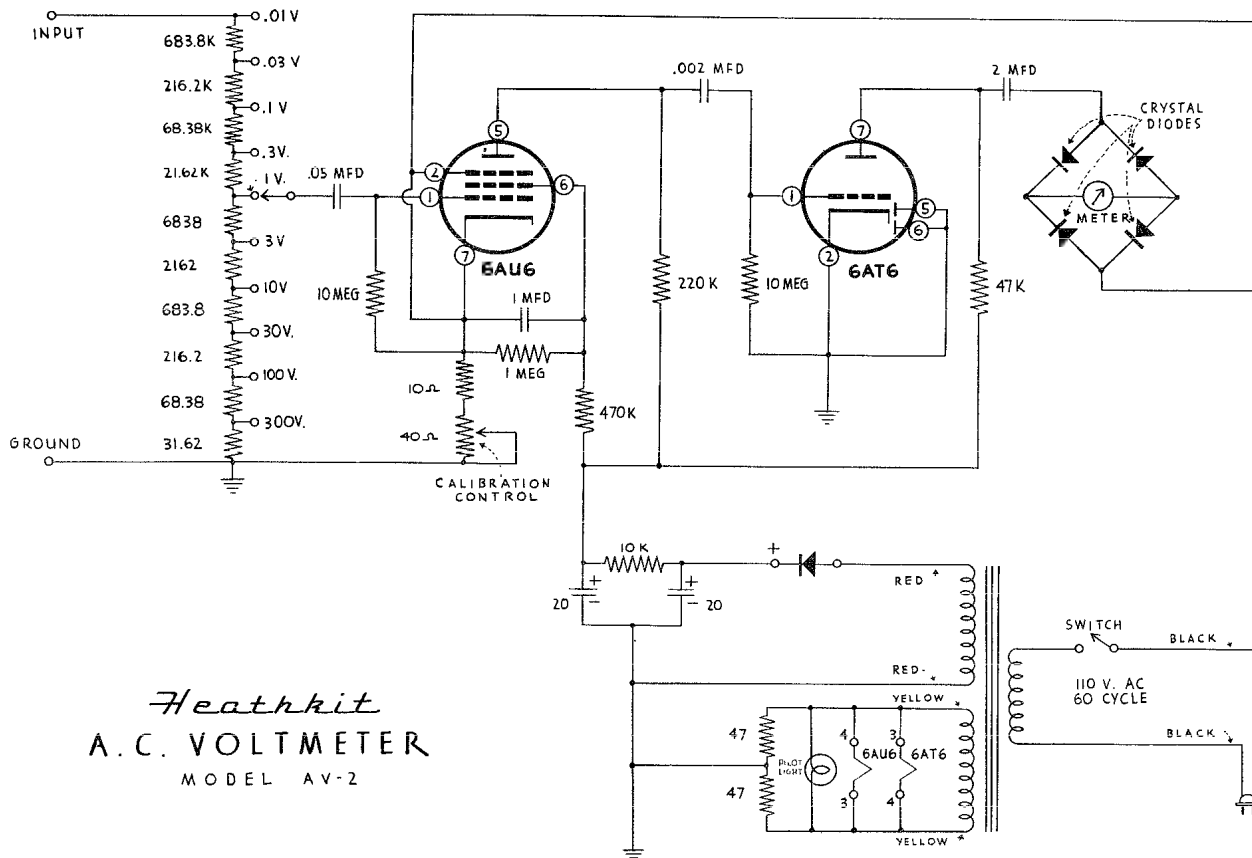 INPUT
.01V
683.8K
.03 V
216.2K
.1 V
68.38K
.3V.
21.62K
1 V.
6838
3 V
2162
10V
683.8
30V.
216.2
100V.
68.38
300V.
31.62
GROUND
.05 MFD
10 MEG
5
2
1
6
7
6AU6
1 MFD
1 MEG
10Ω
40Ω
CALIBRATION
CONTROL
470K
.002 MFD
220K
10 MEG
7
1
5
6
2
6AT6
2 MFD
47K
CRYSTAL
DIODES
METER
10K
+
-
20
+
-
20
+
RED
RED
YELLOW
YELLOW
47
47
PILOT
LIGHT
4
6AU6
3
3
6AT6
4
SWITCH
BLACK
110 V. AC
60 CYCLE
BLACK
Heathkit
A.C. VOLTMETER
MODEL AV-2